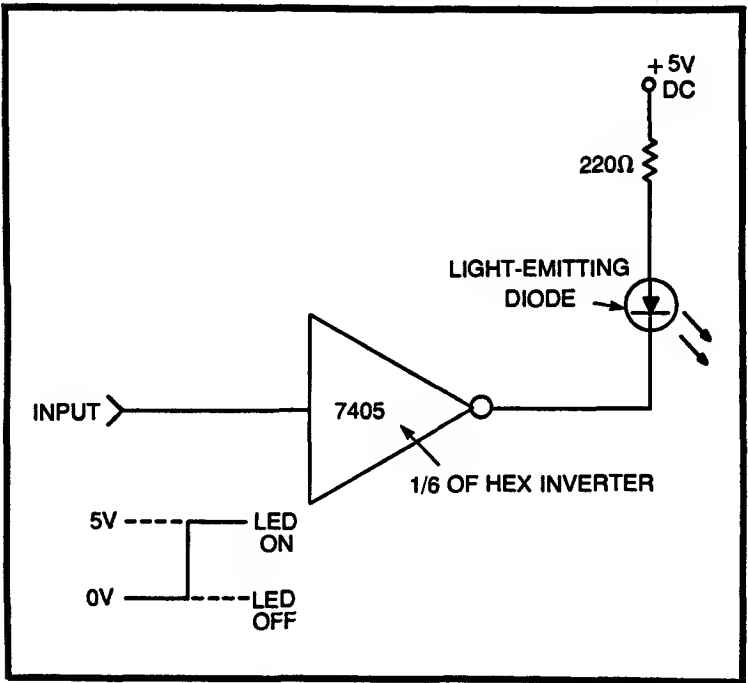 + 5V
DC
220Ω
LIGHT-EMITTING
DIODE
INPUT
7405
1/6 OF HEX INVERTER
5V
LED
ON
0V
LED
OFF